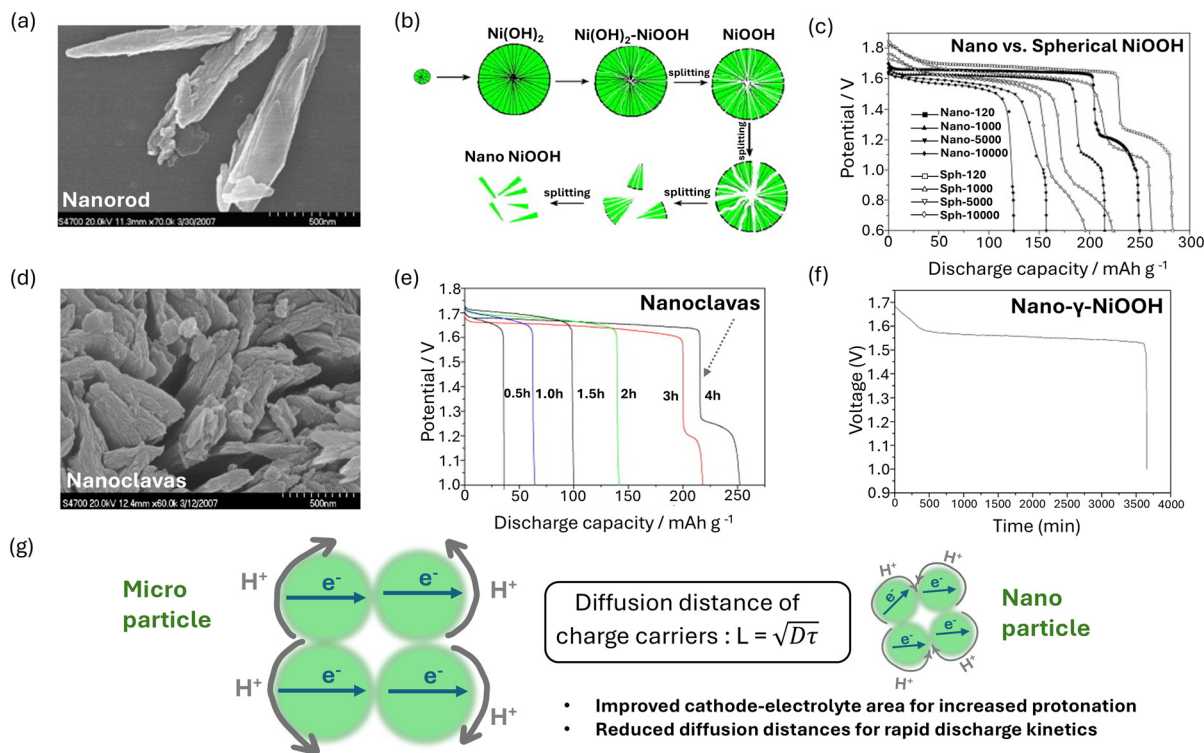 (a)
Nanorod
S4700 20.0kV 11.3mm x70.0k 3/30/2007
500nm
(b)
Ni(OH)2
Ni(OH)2-NiOOH
NiOOH
splitting
splitting
Nano NiOOH
splitting
splitting
(c)
Nano vs. Spherical NiOOH
Potential / V
1.8
1.6
1.4
1.2
1.0
0.8
0.6
Nano-120
Nano-1000
Nano-5000
Nano-10000
Sph-120
Sph-1000
Sph-5000
Sph-10000
0 50 100 150 200 250 300
Discharge capacity / mAh g-1
(d)
Nanoclavas
S4700 20.0kV 12.4mm x60.0k 3/12/2007
500nm
(e)
Nanoclavas
Potential / V
1.8
1.7
1.6
1.5
1.4
1.3
1.2
1.1
1.0
0.5h 1.0h 1.5h 2h 3h 4h
0 50 100 150 200 250
Discharge capacity / mAh g-1
(f)
Nano-γ-NiOOH
Voltage (V)
1.7
1.6
1.5
1.4
1.3
1.2
1.1
1.0
0.9
0 500 1000 1500 2000 2500 3000 3500 4000
Time (min)
(g)
Micro
particle
H+
e-
e-
H+
H+
e-
e-
H+
Diffusion distance of
charge carriers : L = √Dτ
H+
H+
e-
e-
e-
e-
H+
H+
Nano
particle
• Improved cathode-electrolyte area for increased protonation
• Reduced diffusion distances for rapid discharge kinetics